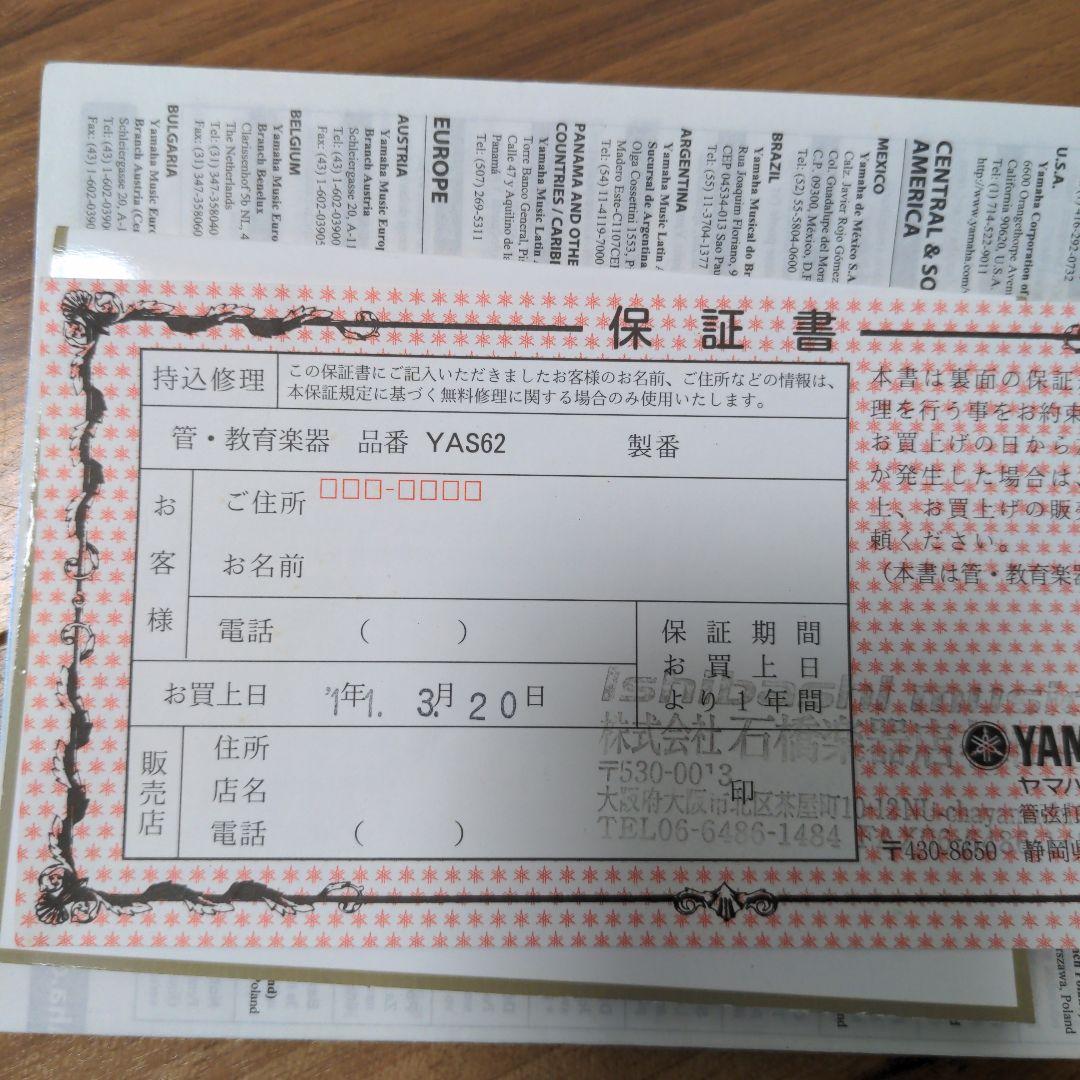 保証書
持込修理
この保証書にご記入いただきましたお客様のお名前、ご住所などの情報は、
本保証規定に基づく無料修理に関する場合のみ使用いたします。
管・教育楽器 品番 YAS62 製番
お客様
ご住所 □□□-□□□□
お名前
電話 ( )
保証期間
お買上日
より1年間
お買上日 '1年1. 3月 20日
販売店
住所
店名
電話 ( )
印
Ishibashi
株式会社 石橋楽器店
〒530-0013
大阪府大阪市北区茶屋町10-12NU chaya
TEL06-6486-1484
本書は裏面の保証
理を行う事をお約束
お買上げの日から
が発生した場合は、
上、お買上げの販
頼ください。
(本書は管・教育楽器
YAM
ヤマハ
管弦打
〒430-8650 静岡県
U.S.A.
Yamaha Corporation of
6600 Orangethorpe Aven
California 90620, U.S.A.
Tel: (1) 714-522-9011
http://www.yamaha.com/
CENTRAL & SO
AMERICA
MEXICO
Yamaha de México S.A
Calz. Javier Rojo Gómez
Col. Guadalupe del Mora
C.P. 09300, México, D.F
Tel: (52) 55-5804-0600
BRAZIL
Yamaha Musical do Br
Rua Joaquim Floriano, 9
CEP 04534-013 Sao Pau
Tel: (55) 11-3704-1377
ARGENTINA
Yamaha Music Latin A
Sucursal de Argentina
Olga Cossettini 1553, P
Madero Este-C1107CEI
Tel: (54) 11-4119-7000
PANAMA AND OTHE
COUNTRIES / CARIBI
Yamaha Music Latin
Torre Banco General, Pi
Calle 47 y Aquilino de la
Panamá
Tel: (507) 269-5311
EUROPE
AUSTRIA
Yamaha Music Europ
Branch Austria
Schleiergasse 20, A-11
Tel: (43) 1-602-03900
Fax: (43) 1-602-03905
BELGIUM
Yamaha Music Euro
Branch Benelux
Clarissenhof 5b NL, 4
The Netherlands
Tel: (31) 347-358040
Fax: (31) 347-358060
BULGARIA
Yamaha Music Euro
Branch Austria (Ce
Schleiergasse 20, A-1
Tel: (43) 1-602-0390
Fax: (43) 1-602-0390
Poland
rszawa, Poland